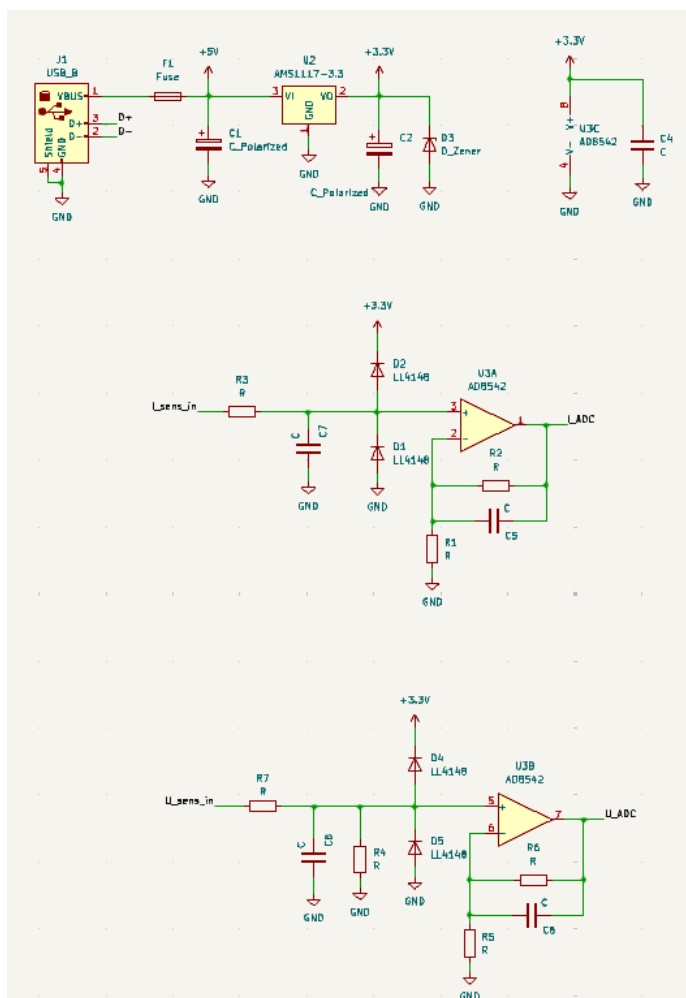 J1
USB_B
VBUS
1
D+
3
D+
D-
2
D-
Shield
GND
5
4
GND
F1
Fuse
+5V
C1
C_Polarized
GND
U2
AMS1117-3.3
3
VI
VO
2
GND
1
GND
+3.3V
C2
C_Polarized
GND
D3
D_Zener
GND
+3.3V
8
V+
U3C
AD8542
V-
4
GND
C4
C
GND
+3.3V
D2
LL4148
I_sens_in
R3
R
C
C7
GND
D1
LL4148
GND
U3A
AD8542
3
+
2
-
1
I_ADC
R2
R
C
C5
R1
R
GND
+3.3V
D4
LL4148
U_sens_in
R7
R
C
C8
GND
R4
R
GND
D5
LL4148
GND
U3B
AD8542
5
+
6
-
7
U_ADC
R6
R
C
C6
R5
R
GND